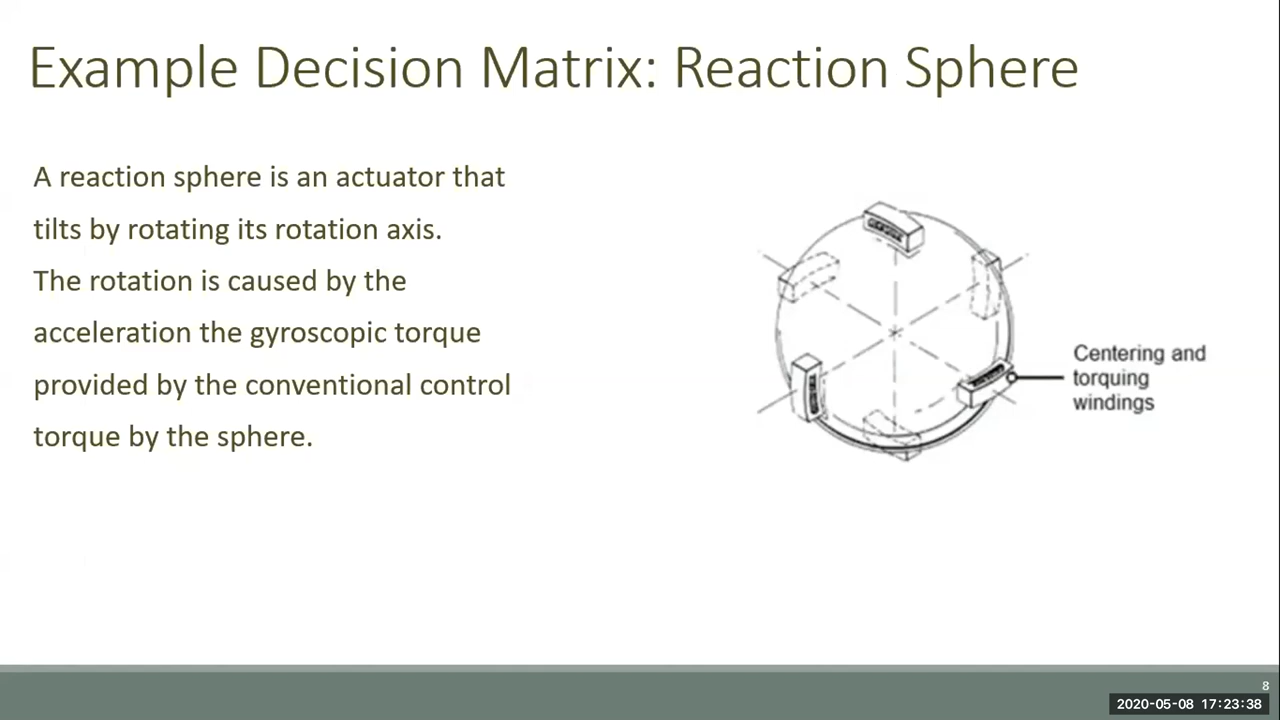 Example Decision Matrix: Reaction Sphere
A reaction sphere is an actuator that
tilts by rotating its rotation axis.
The rotation is caused by the
acceleration the gyroscopic torque
provided by the conventional control
torque by the sphere.
Centering and
torquing
windings
8
2020-05-08 17:23:38